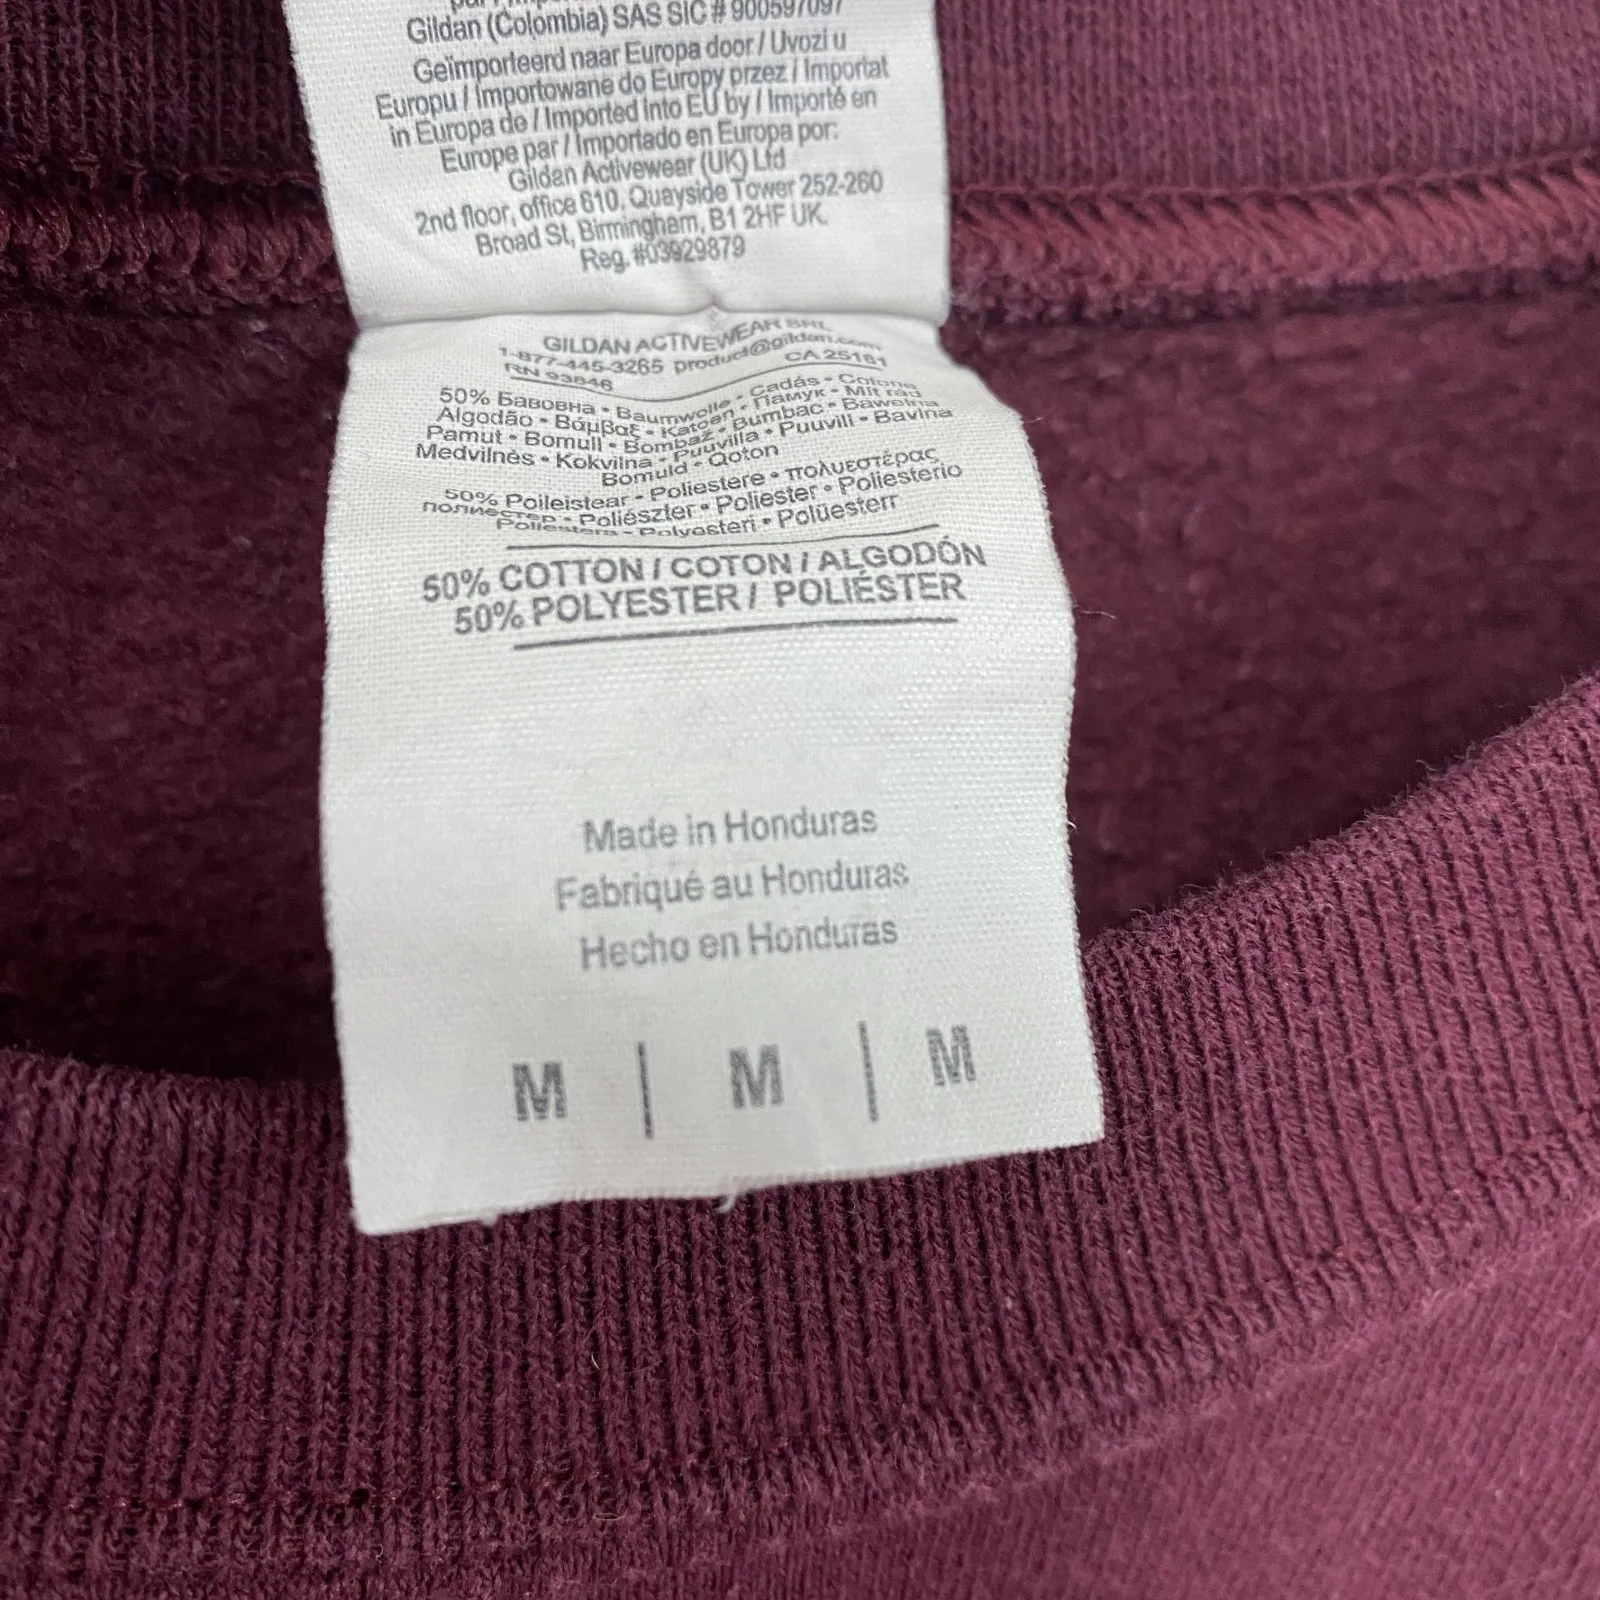 Gildan (Colombia) SAS SIC # 900597097
Geïmporteerd naar Europa door / Uvozi u
Europu / Importowane do Europy przez / Importat
in Europa de / Imported into EU by / Importé en
Europe par / Importado en Europa por:
Gildan Activewear (UK) Ltd
2nd floor, office 610. Quayside Tower 252-260
Broad St, Birmingham, B1 2HF UK.
Reg. #03929879
GILDAN ACTIVEWEAR SRL
1-877-445-3265 product@gildan.com
RN 93846 CA 25181
50% Бавовна • Baumwolle • Cadás • Cotone
Algodão • Βάμβαξ • Katoen • Памук • Mit rad
Pamut • Bomull • Bombaž • Bumbac • Bawełna
Medvilnės • Kokvilna • Puuvilla • Puuvill • Bavlna
Bomuld • Qoton
50% Poileistear • Poliestere • πολυεστέρας
полиестер • Poliészter • Poliester • Poliesterio
Poliestera • Polyesteri • Polüesterr
50% COTTON / COTON / ALGODÓN
50% POLYESTER / POLIÉSTER
Made in Honduras
Fabriqué au Honduras
Hecho en Honduras
M | M | M